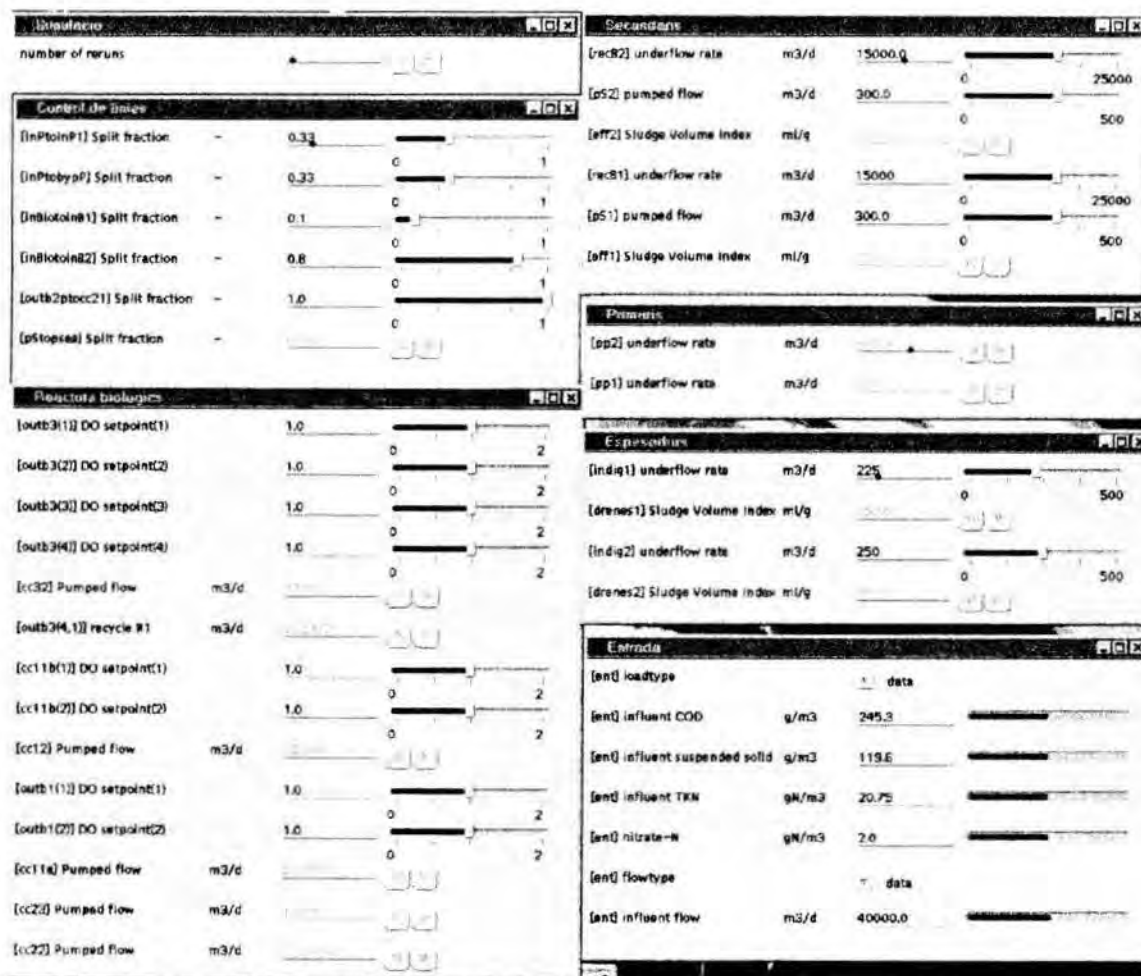 Simulacio
number of reruns
Control de linies
[inPtoinP1] Split fraction - 0.33
0 1
[inPtobypP] Split fraction - 0.33
0 1
[inBiotoinB1] Split fraction - 0.1
0 1
[inBiotoinB2] Split fraction - 0.8
0 1
[outb2ptocc21] Split fraction - 1.0
0 1
[pStopsea] Split fraction -
Reactors biologics
[outb3(1)] DO setpoint(1) 1.0
0 2
[outb3(2)] DO setpoint(2) 1.0
0 2
[outb3(3)] DO setpoint(3) 1.0
0 2
[outb3(4)] DO setpoint(4) 1.0
0 2
[cc32] Pumped flow m3/d
[outb3(4,1)] recycle #1 m3/d
[cc11b(1)] DO setpoint(1) 1.0
0 2
[cc11b(2)] DO setpoint(2) 1.0
0 2
[cc12] Pumped flow m3/d
[outb1(1)] DO setpoint(1) 1.0
0 2
[outb1(2)] DO setpoint(2) 1.0
0 2
[cc11a] Pumped flow m3/d
[cc23] Pumped flow m3/d
[cc22] Pumped flow m3/d
Secundaris
[recB2] underflow rate m3/d 15000.0
0 25000
[pS2] pumped flow m3/d 300.0
0 500
[eff2] Sludge Volume Index ml/g
[recB1] underflow rate m3/d 15000
0 25000
[pS1] pumped flow m3/d 300.0
0 500
[eff1] Sludge Volume Index ml/g
Primaris
[pp2] underflow rate m3/d
[pp1] underflow rate m3/d
Espesadors
[indig1] underflow rate m3/d 225
0 500
[drenes1] Sludge Volume Index ml/g
[indig2] underflow rate m3/d 250
0 500
[drenes2] Sludge Volume Index ml/g
Entrada
[ent] loadtype data
[ent] influent COD g/m3 245.3
[ent] influent suspended solid g/m3 119.6
[ent] influent TKN gN/m3 20.75
[ent] nitrate-N gN/m3 2.0
[ent] flowtype data
[ent] influent flow m3/d 40000.0